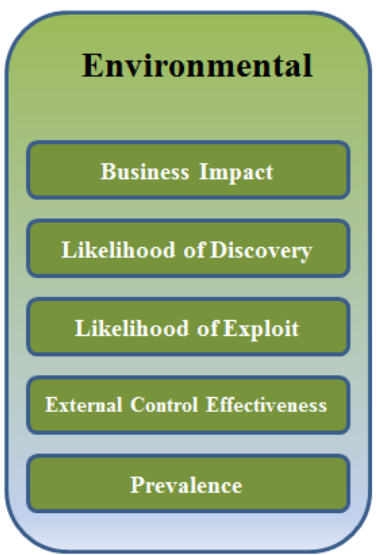 Environmental
Business Impact
Likelihood of Discovery
Likelihood of Exploit
External Control Effectiveness
Prevalence